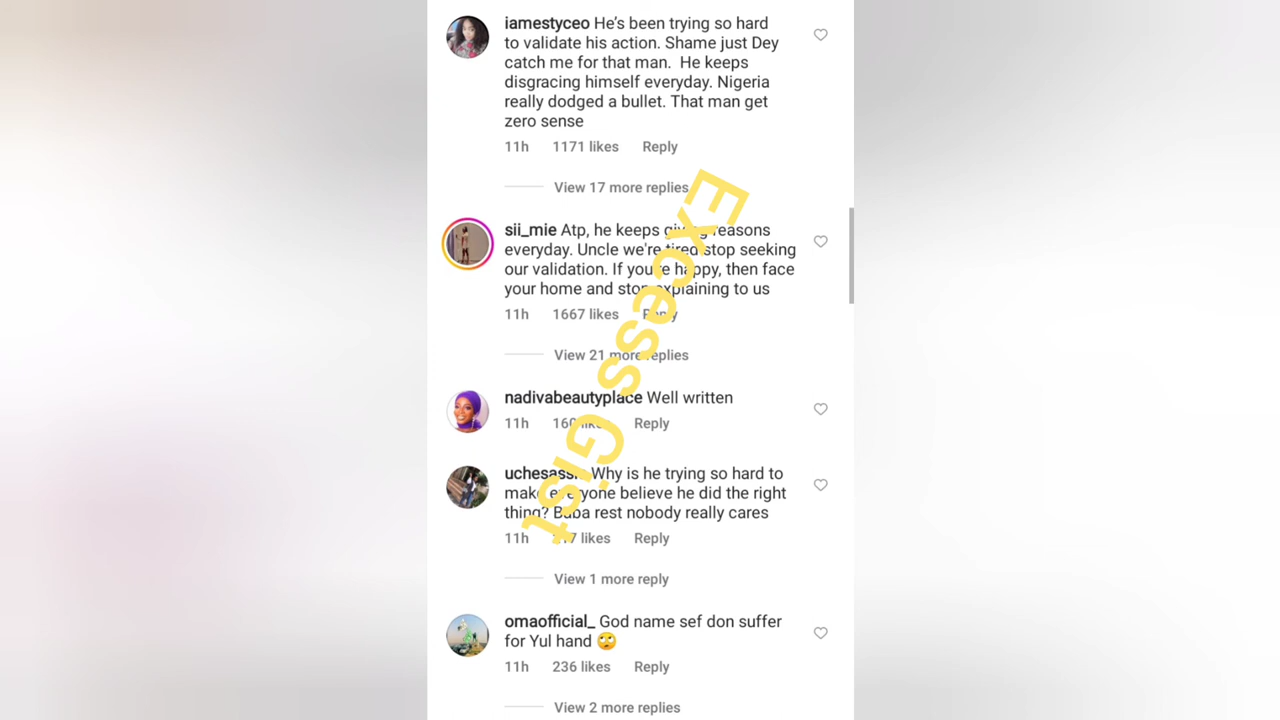 iamestyceo He's been trying so hard
to validate his action. Shame just Dey
catch me for that man. He keeps
disgracing himself everyday. Nigeria
really dodged a bullet. That man get
zero sense
11h 1171 likes Reply
View 17 more replies
sii_mie Atp, he keeps giving reasons
everyday. Uncle we're tired stop seeking
our validation. If you're happy, then face
your home and stop explaining to us
11h 1667 likes Reply
View 21 more replies
nadivabeautyplace Well written
11h likes Reply
Why is he trying so hard to
make everyone believe he did the right
thing? Baba rest nobody really cares
11h likes Reply
View 1 more reply
omaofficial_ God name sef don suffer
for Yul hand 🙄
11h 236 likes Reply
View 2 more replies
Excess Gist